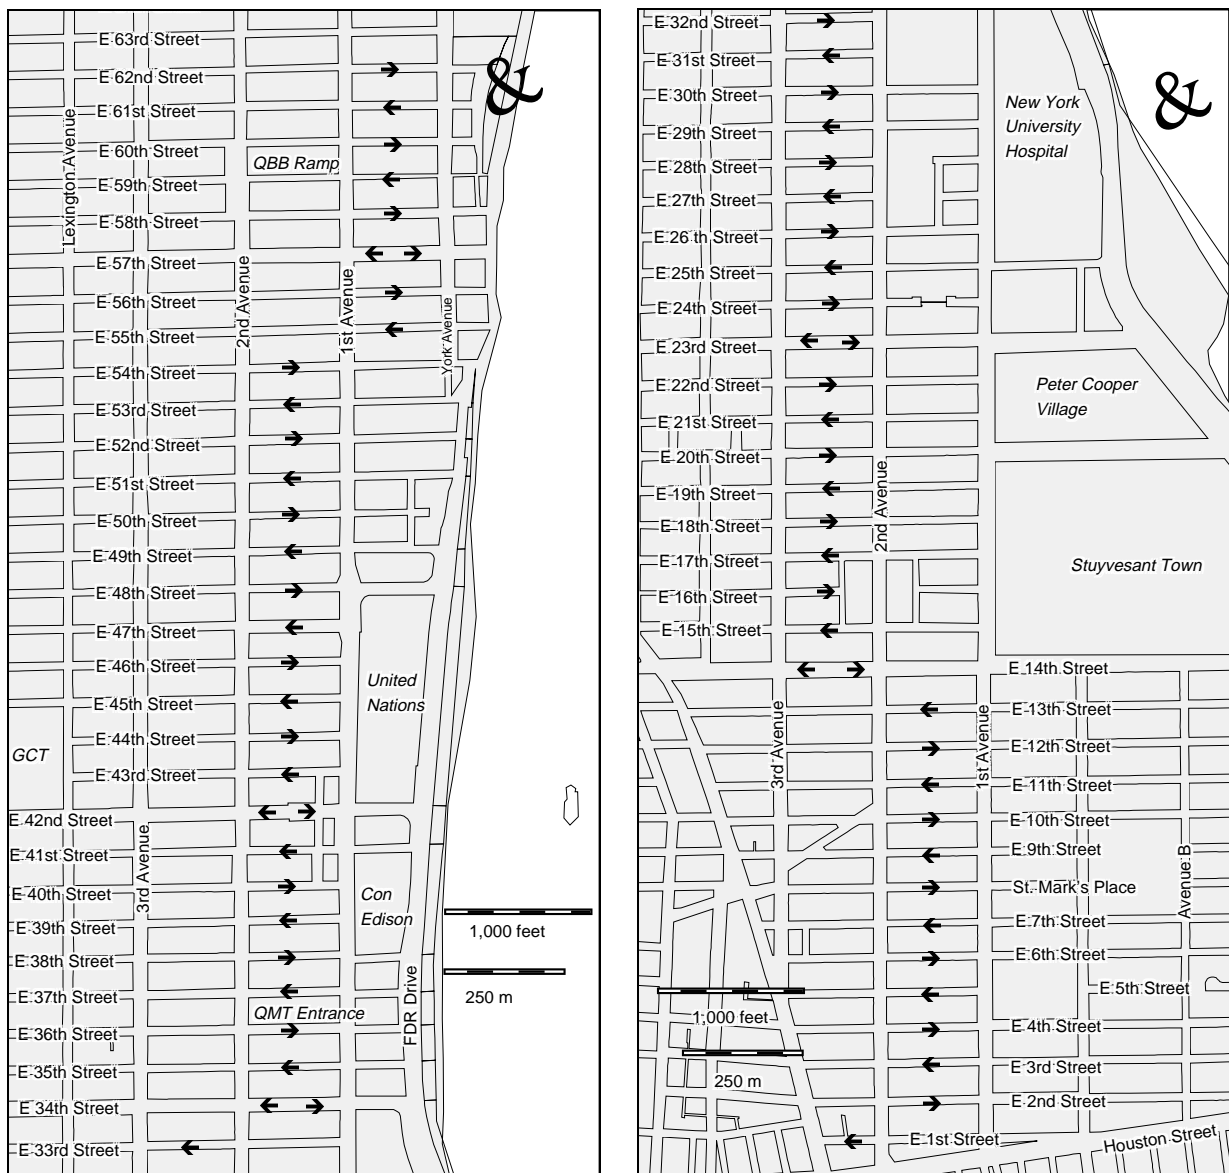 E 63rd Street
E 62nd Street
E 61st Street
E 60th Street
E 59th Street
E 58th Street
E 57th Street
E 56th Street
E 55th Street
E 54th Street
E 53rd Street
E 52nd Street
E 51st Street
E 50th Street
E 49th Street
E 48th Street
E 47th Street
E 46th Street
E 45th Street
E 44th Street
E 43rd Street
E 42nd Street
E 41st Street
E 40th Street
E 39th Street
E 38th Street
E 37th Street
E 36th Street
E 35th Street
E 34th Street
E 33rd Street
Lexington Avenue
3rd Avenue
2nd Avenue
1st Avenue
York Avenue
FDR Drive
QBB Ramp
United
Nations
GCT
Con
Edison
QMT Entrance
&
1,000 feet
250 m
E 32nd Street
E 31st Street
E 30th Street
E 29th Street
E 28th Street
E 27th Street
E 26 th Street
E 25th Street
E 24th Street
E 23rd Street
E 22nd Street
E 21st Street
E 20th Street
E 19th Street
E 18th Street
E 17th Street
E 16th Street
E 15th Street
E 14th Street
E 13th Street
E 12th Street
E 11th Street
E 10th Street
E 9th Street
St. Mark's Place
E 7th Street
E 6th Street
E 5th Street
E 4th Street
E 3rd Street
E 2nd Street
E 1st Street
Houston Street
3rd Avenue
2nd Avenue
1st Avenue
Avenue B
New York
University
Hospital
Peter Cooper
Village
Stuyvesant Town
&
1,000 feet
250 m